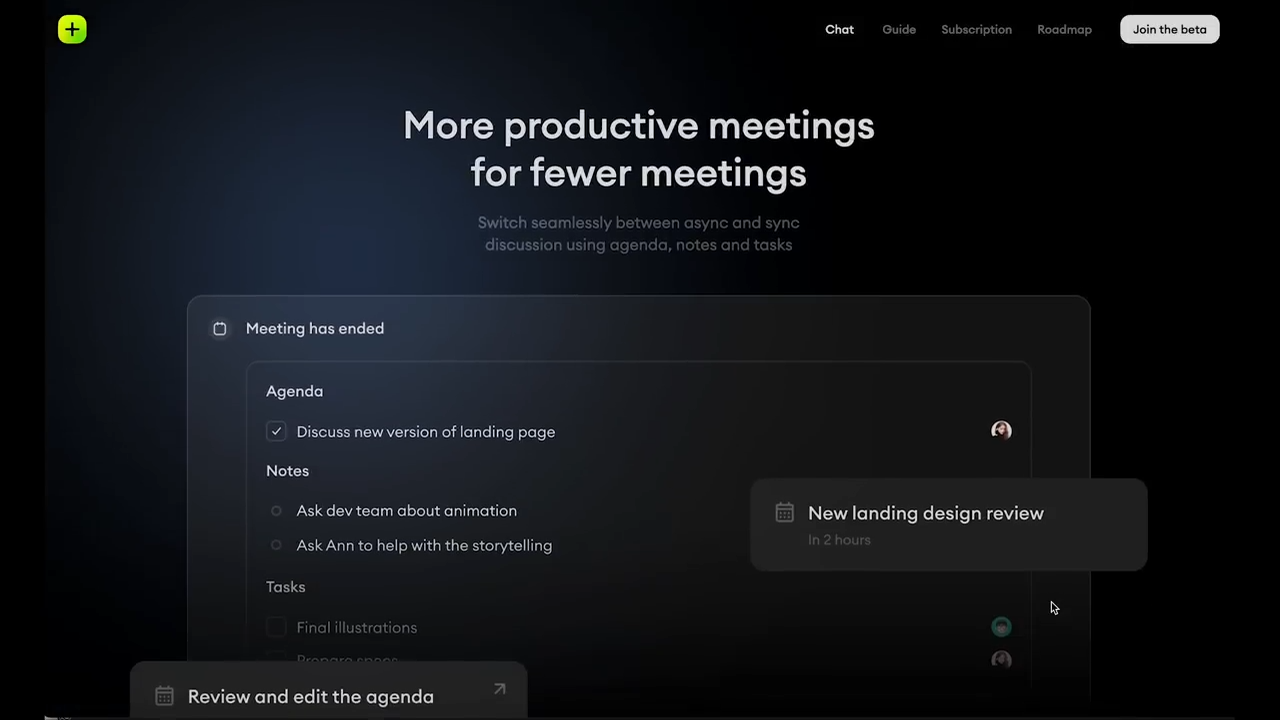 Chat Guide Subscription Roadmap Join the beta
More productive meetings
for fewer meetings
Switch seamlessly between async and sync
discussion using agenda, notes and tasks
Meeting has ended
Agenda
Discuss new version of landing page
Notes
Ask dev team about animation
New landing design review
In 2 hours
Ask Ann to help with the storytelling
Tasks
Final illustrations
Prepare specs
Review and edit the agenda